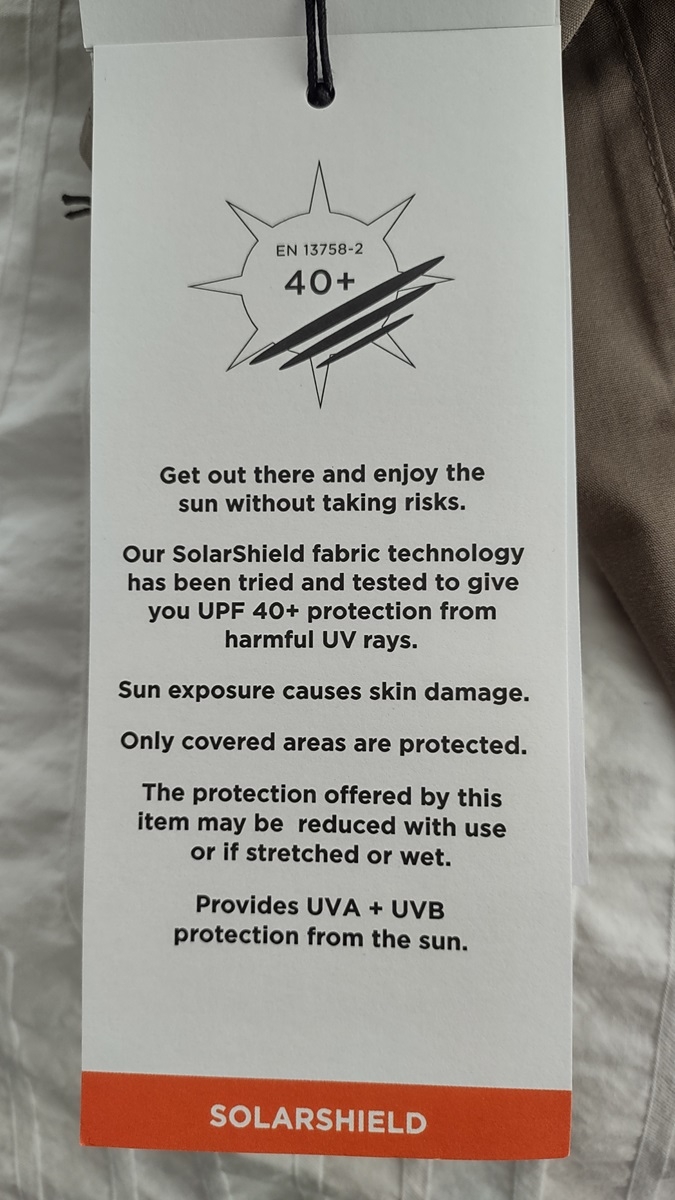 EN 13758-2
40+
Get out there and enjoy the
sun without taking risks.
Our SolarShield fabric technology
has been tried and tested to give
you UPF 40+ protection from
harmful UV rays.
Sun exposure causes skin damage.
Only covered areas are protected.
The protection offered by this
item may be  reduced with use
or if stretched or wet.
Provides UVA + UVB
protection from the sun.
SOLARSHIELD